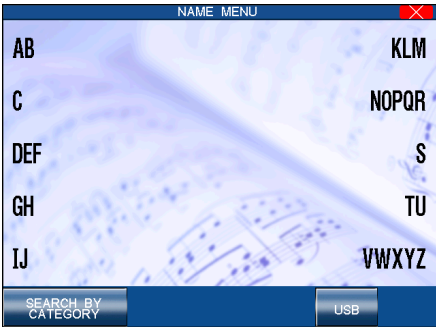 NAME MENU
AB
KLM
C
NOPQR
DEF
S
GH
TU
IJ
VWXYZ
SEARCH BY
CATEGORY
USB